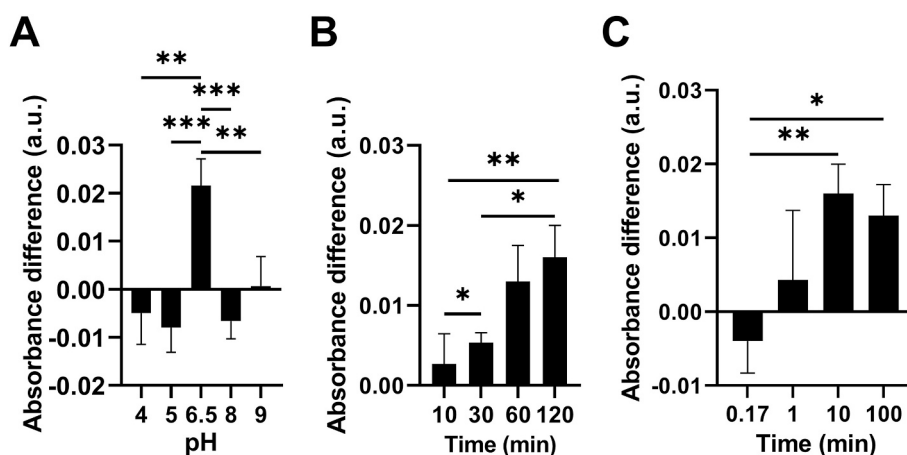 A
Absorbance difference (a.u.)
** 
***
***
**
0.03
0.02
0.01
0.00
-0.01
-0.02
4 5 6.5 8 9
pH
B
Absorbance difference (a.u.)
**
*
*
0.03
0.02
0.01
0.00
10 30 60 120
Time (min)
C
Absorbance difference (a.u.)
*
**
0.03
0.02
0.01
0.00
-0.01
0.17 1 10 100
Time (min)